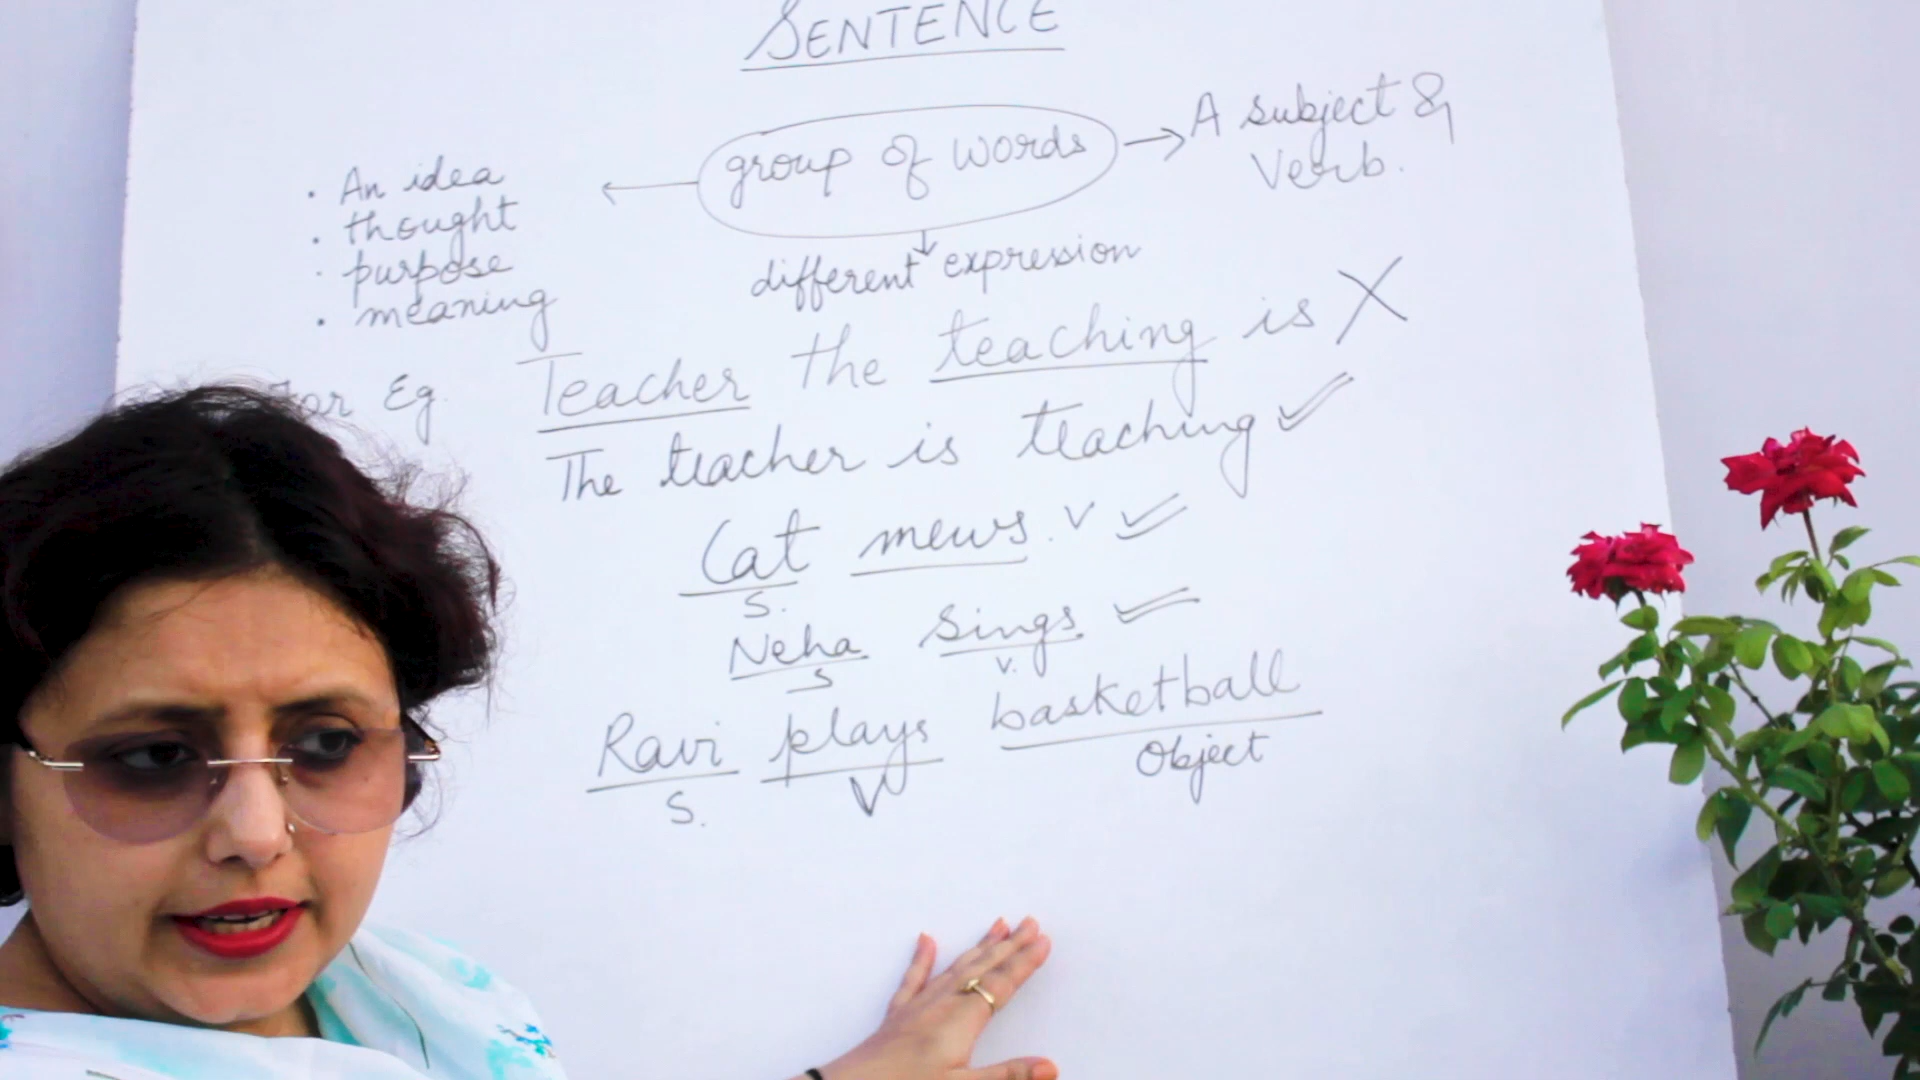 SENTENCE
group of words → A subject &
Verb.
· An idea
· thought
· purpose
· meaning
different expression
For Eg. Teacher the teaching is X
The teacher is teaching ✓
Cat mews. V ✓
S.
Neha Sings ✓
S V.
Ravi plays basketball
S. V Object